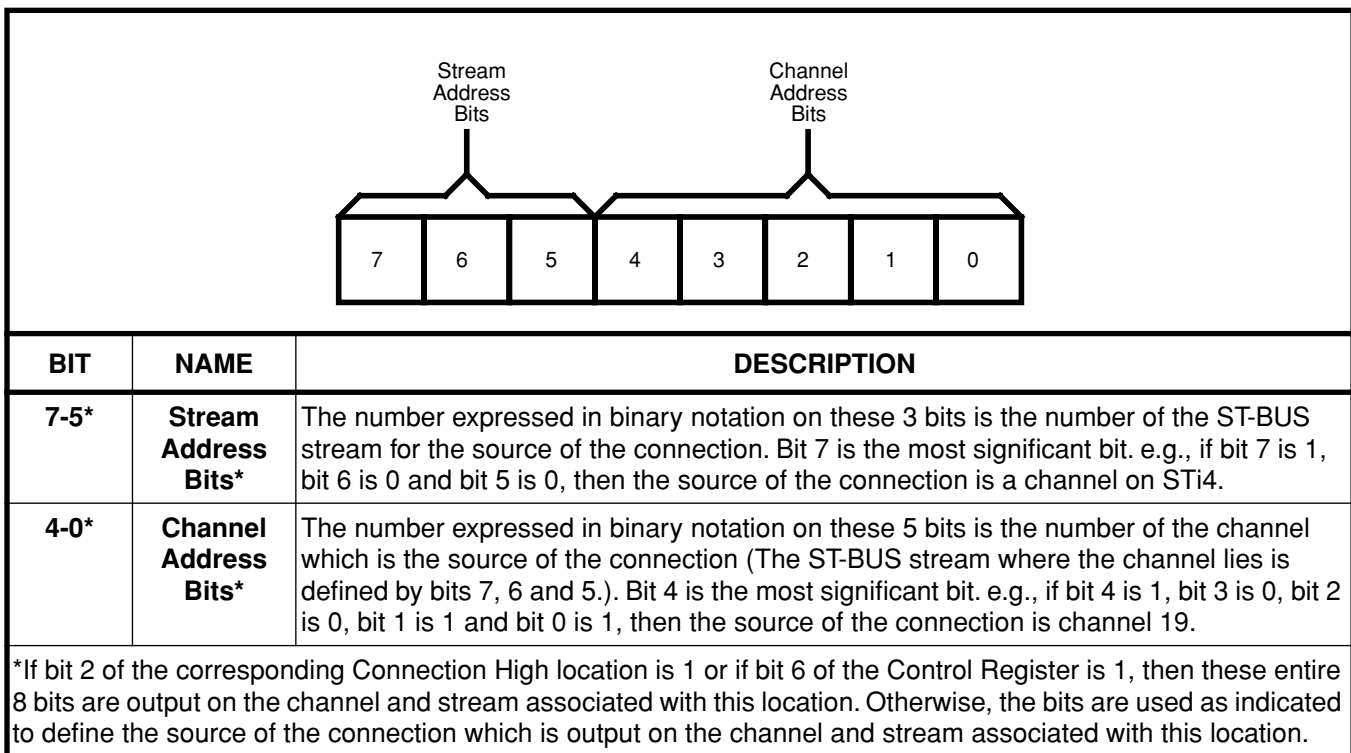 Stream
Address
Bits
Channel
Address
Bits
7 6 5 4 3 2 1 0
BIT NAME DESCRIPTION
7-5* Stream Address Bits* The number expressed in binary notation on these 3 bits is the number of the ST-BUS
stream for the source of the connection. Bit 7 is the most significant bit. e.g., if bit 7 is 1,
bit 6 is 0 and bit 5 is 0, then the source of the connection is a channel on STi4.
4-0* Channel Address Bits* The number expressed in binary notation on these 5 bits is the number of the channel
which is the source of the connection (The ST-BUS stream where the channel lies is
defined by bits 7, 6 and 5.). Bit 4 is the most significant bit. e.g., if bit 4 is 1, bit 3 is 0, bit 2
is 0, bit 1 is 1 and bit 0 is 1, then the source of the connection is channel 19.
*If bit 2 of the corresponding Connection High location is 1 or if bit 6 of the Control Register is 1, then these entire
8 bits are output on the channel and stream associated with this location. Otherwise, the bits are used as indicated
to define the source of the connection which is output on the channel and stream associated with this location.